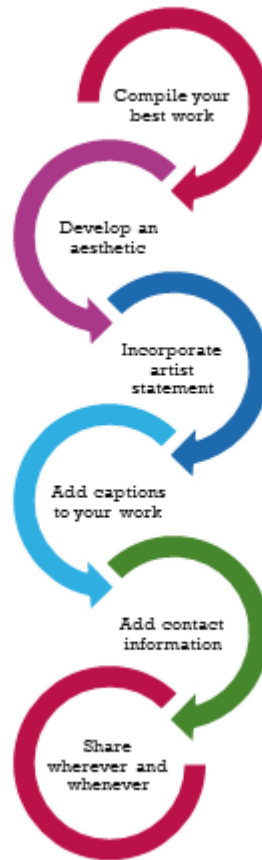 Compile your
best work
Develop an
aesthetic
Incorporate
artist
statement
Add captions
to your work
Add contact
information
Share
wherever and
whenever